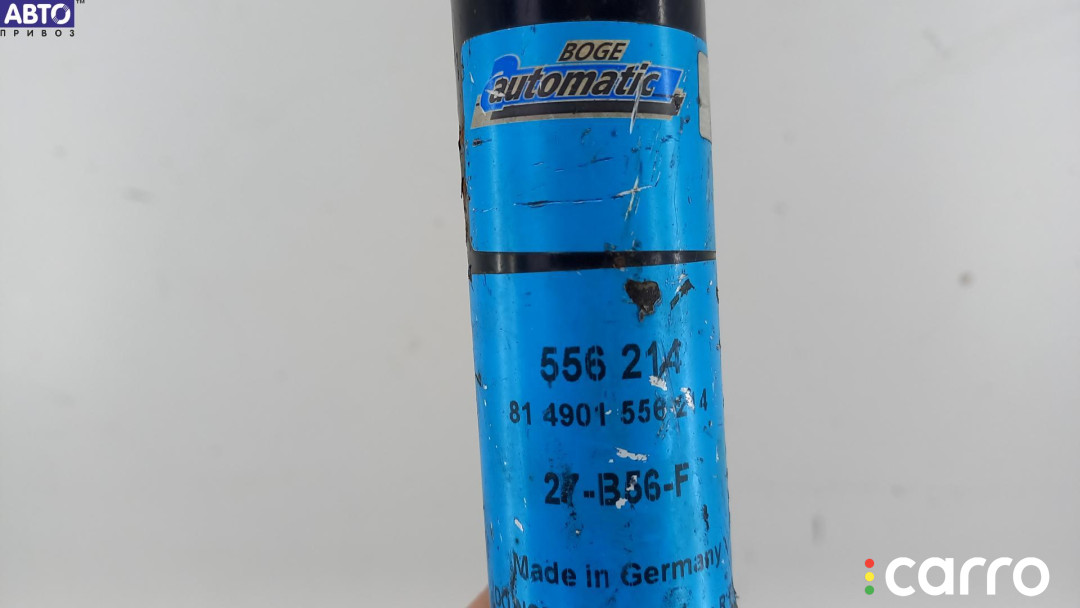 АВТО
ПРИВОЗ
BOGE
automatic
556 214
81 4901 556 214
27-B56-F
Made in Germany
carro